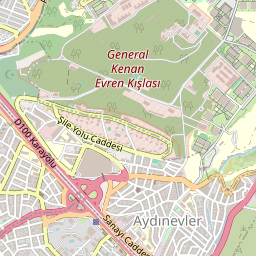 General
Kenan
Evren Kışlası
Şile Yolu Caddesi
D100 Karayolu
Aydınevler
Sanayi Caddesi